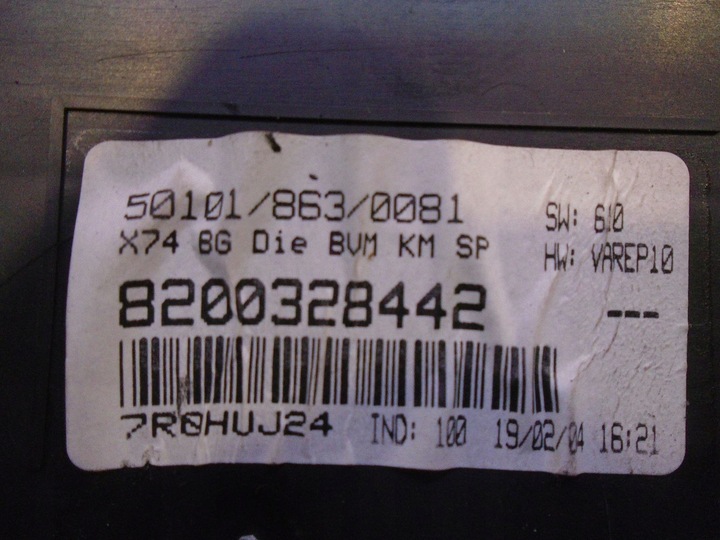 50101/863/0081
SW: 610
X74 BG Die BVM KM SP
HW: VAREP10
8200328442
---
7R0HUJ24 IND: 100 19/02/04 16:21